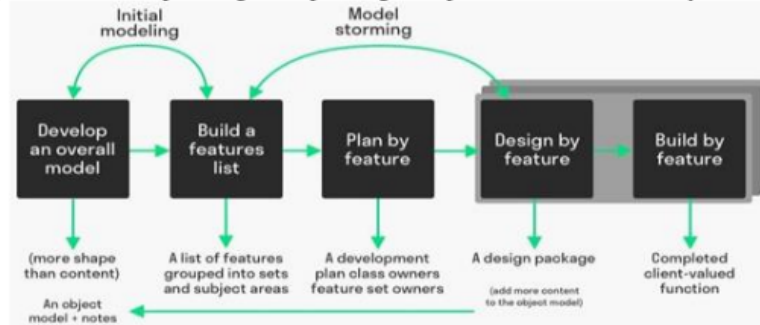 Initial
modeling
Model
storming
Develop
an overall
model
Build a
features
list
Plan by
feature
Design by
feature
Build by
feature
(more shape
than content)
An object
model + notes
A list of features
grouped into sets
and subject areas
A development
plan class owners
feature set owners
A design package
(add more content
to the object model)
Completed
client-valued
function